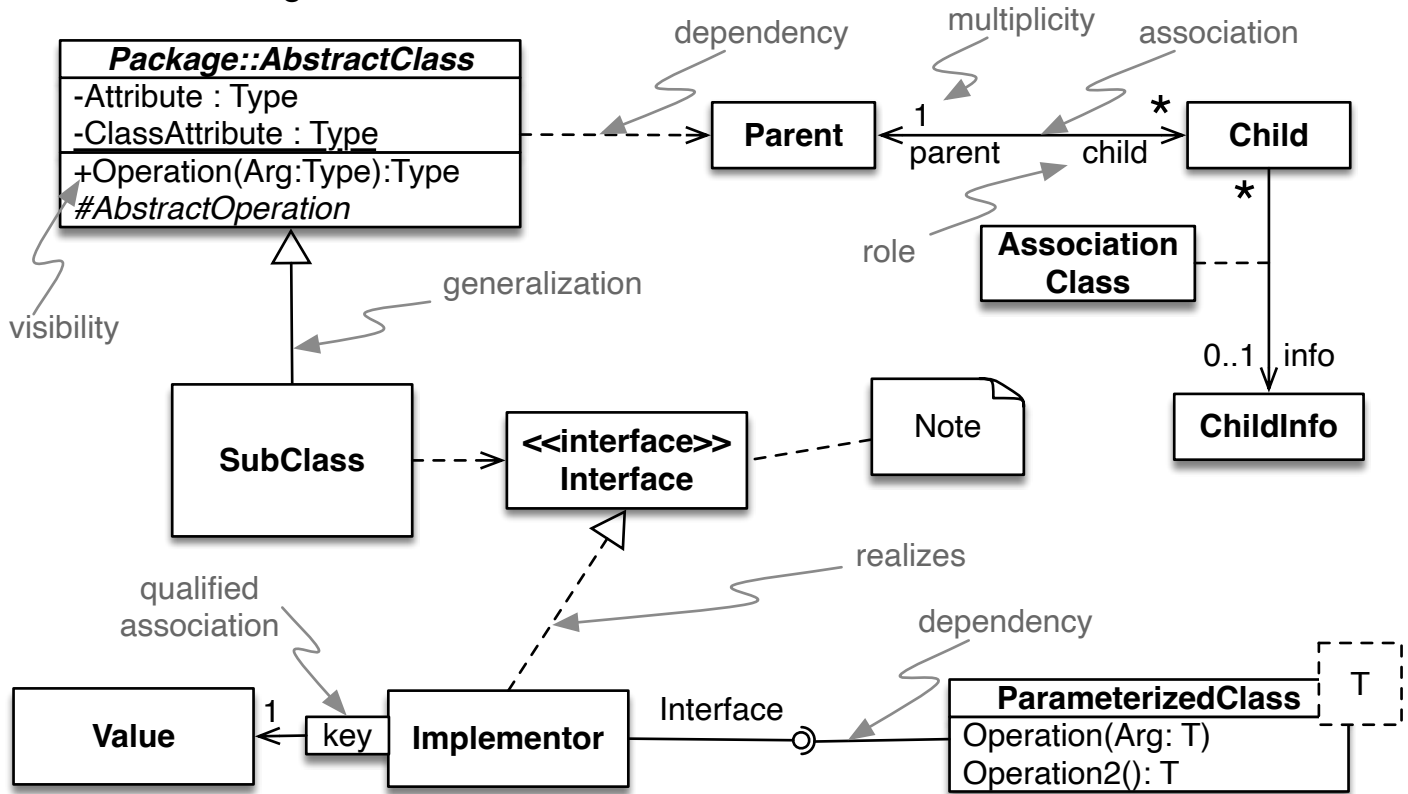 dependency
multiplicity
association
Package::AbstractClass
-Attribute : Type
-ClassAttribute : Type
+Operation(Arg:Type):Type
#AbstractOperation
Parent
1
*
parent
child
Child
*
role
Association
Class
visibility
generalization
0..1
info
SubClass
<<interface>>
Interface
Note
ChildInfo
realizes
qualified
association
dependency
Value
1
key
Implementor
Interface
ParameterizedClass
T
Operation(Arg: T)
Operation2(): T